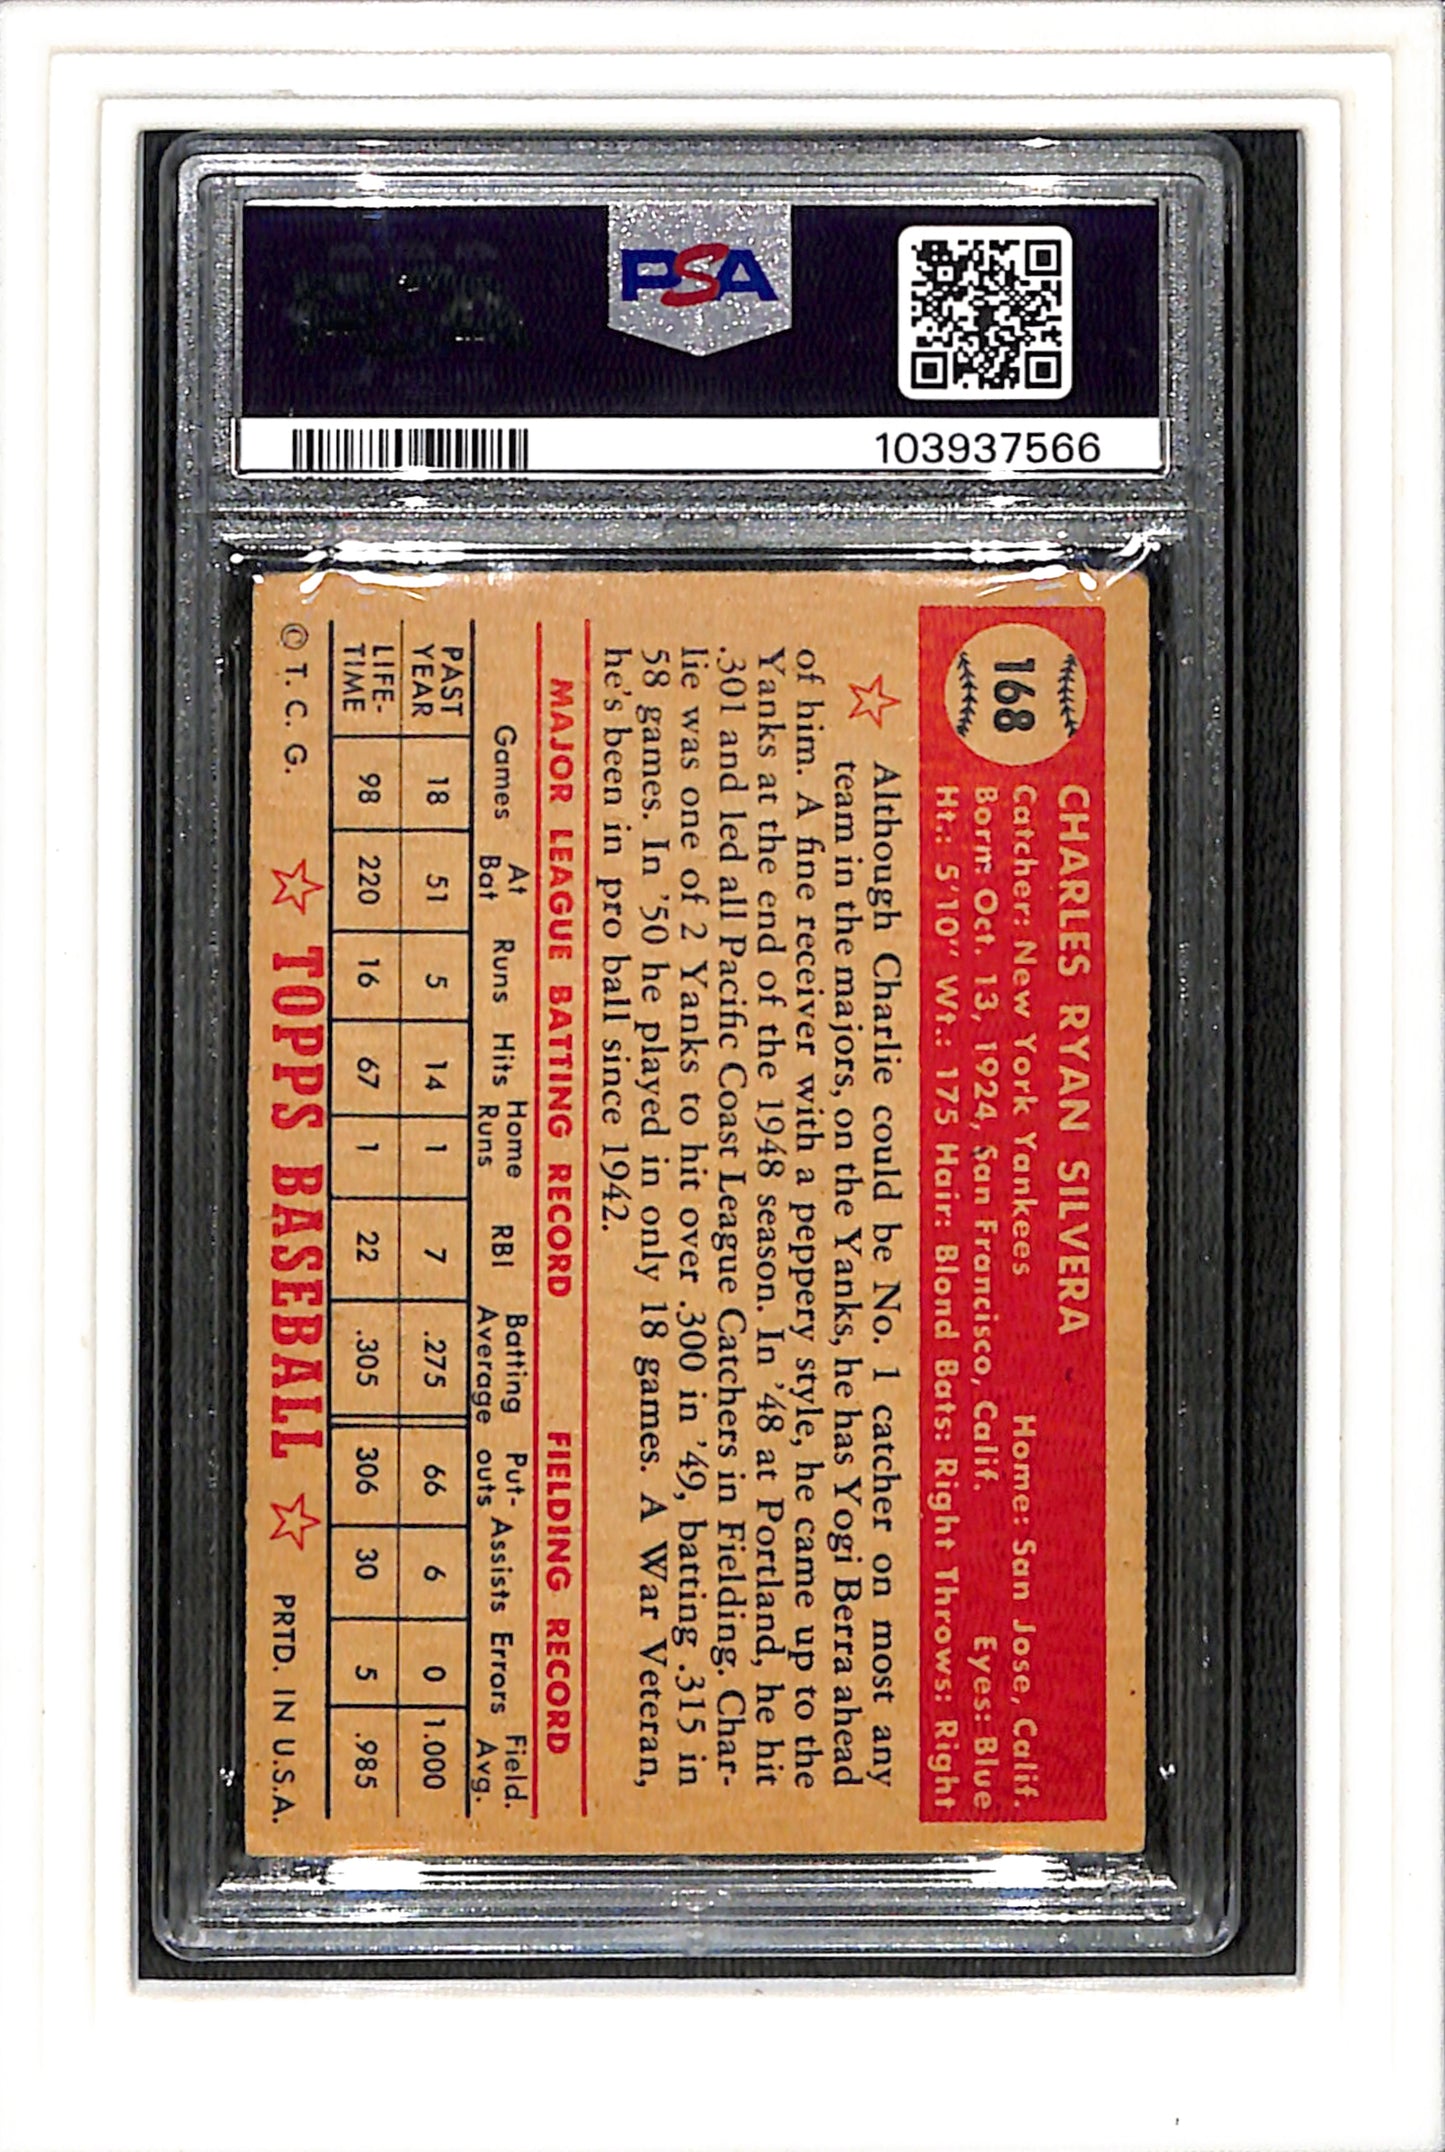 PSA
103937566
168
CHARLES RYAN SILVERA
Catcher: New York Yankees Home: San Jose, Calif.
Born: Oct. 13, 1924, San Francisco, Calif. Eyes: Blue
Ht.: 5'10" Wt.: 175 Hair: Blond Bats: Right Throws: Right
Although Charlie could be No. 1 catcher on most any
team in the majors, on the Yanks, he has Yogi Berra ahead
of him. A fine receiver with a peppery style, he came up to the
Yanks at the end of the 1948 season. In '48 at Portland, he hit
.301 and led all Pacific Coast League Catchers in Fielding. Char-
lie was one of 2 Yanks to hit over .300 in '49, batting .315 in
58 games. In '50 he played in only 18 games. A War Veteran,
he's been in pro ball since 1942.
MAJOR LEAGUE BATTING RECORD FIELDING RECORD
Games At Bat Runs Hits Home Runs RBI Batting Average Put-outs Assists Errors Field. Avg.
PAST YEAR 18 51 5 14 1 7 .275 66 6 0 1.000
LIFE-TIME 98 220 16 67 1 22 .305 306 30 5 .985
© T. C. G. TOPPS BASEBALL PRTD. IN U.S.A.